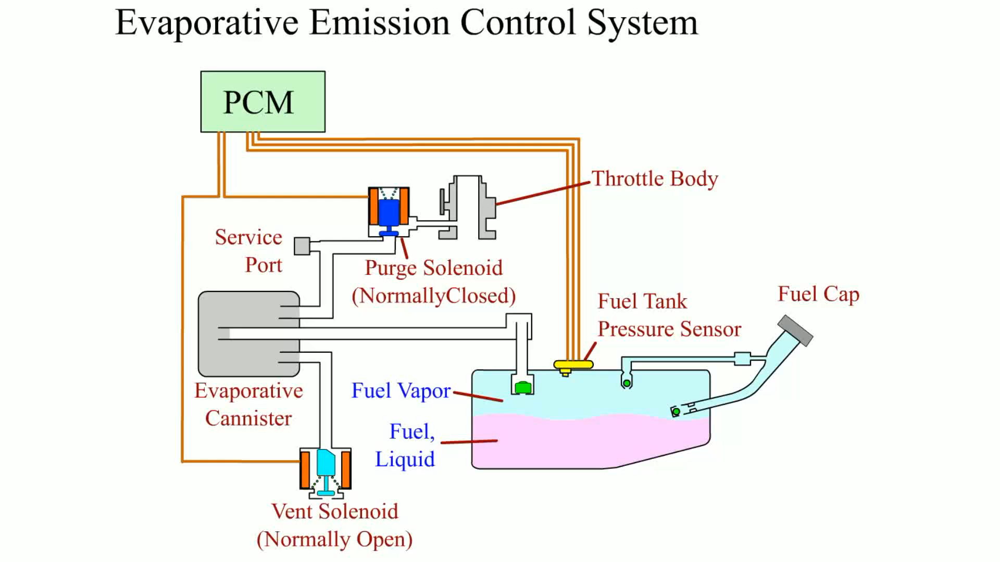 Evaporative Emission Control System
PCM
Throttle Body
Service
Port
Purge Solenoid
(NormallyClosed)
Fuel Tank
Pressure Sensor
Fuel Cap
Evaporative
Cannister
Fuel Vapor
Fuel,
Liquid
Vent Solenoid
(Normally Open)